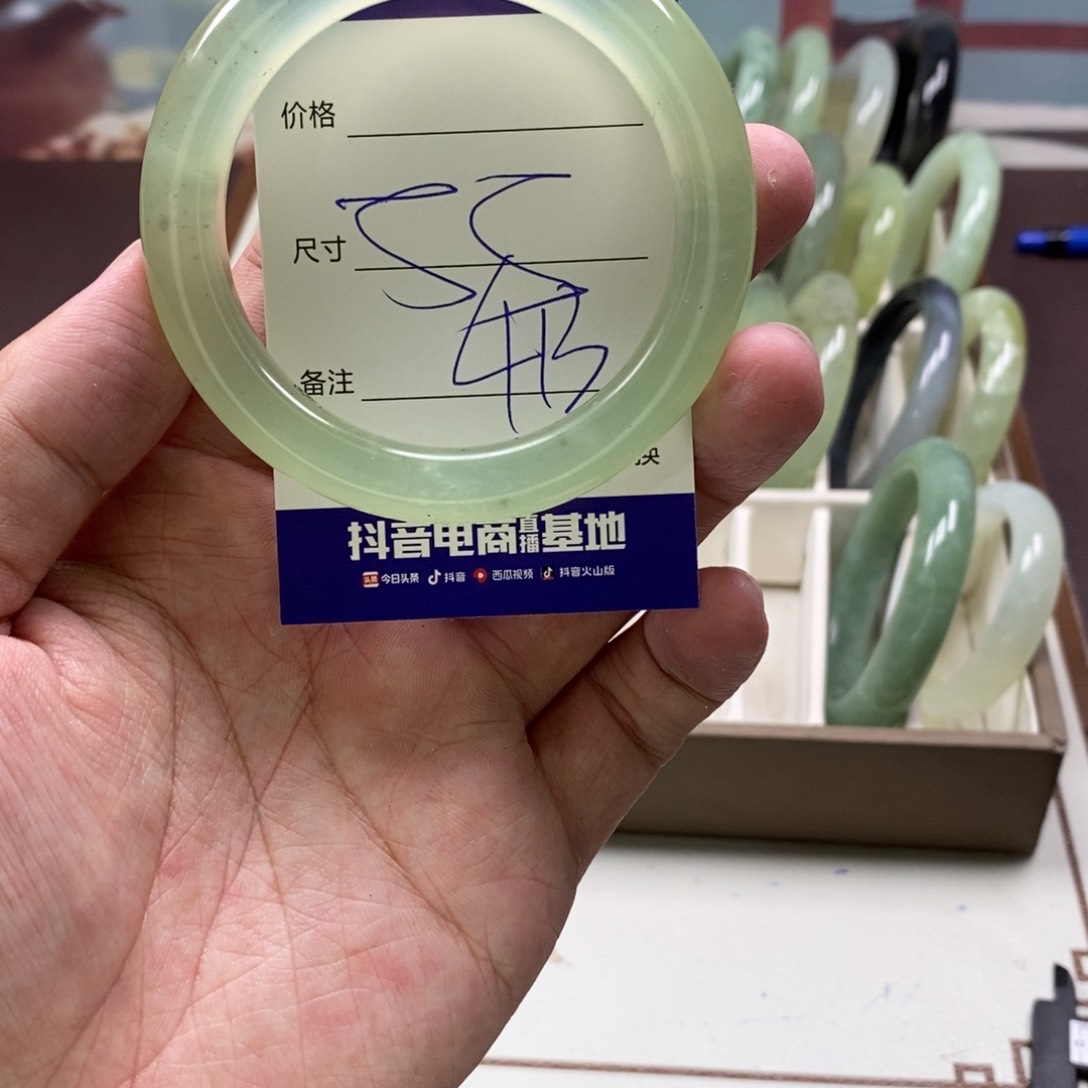 价格
尺寸 55
备注
抖音电商直播基地
头条 今日头条 抖音 西瓜视频 抖音火山版